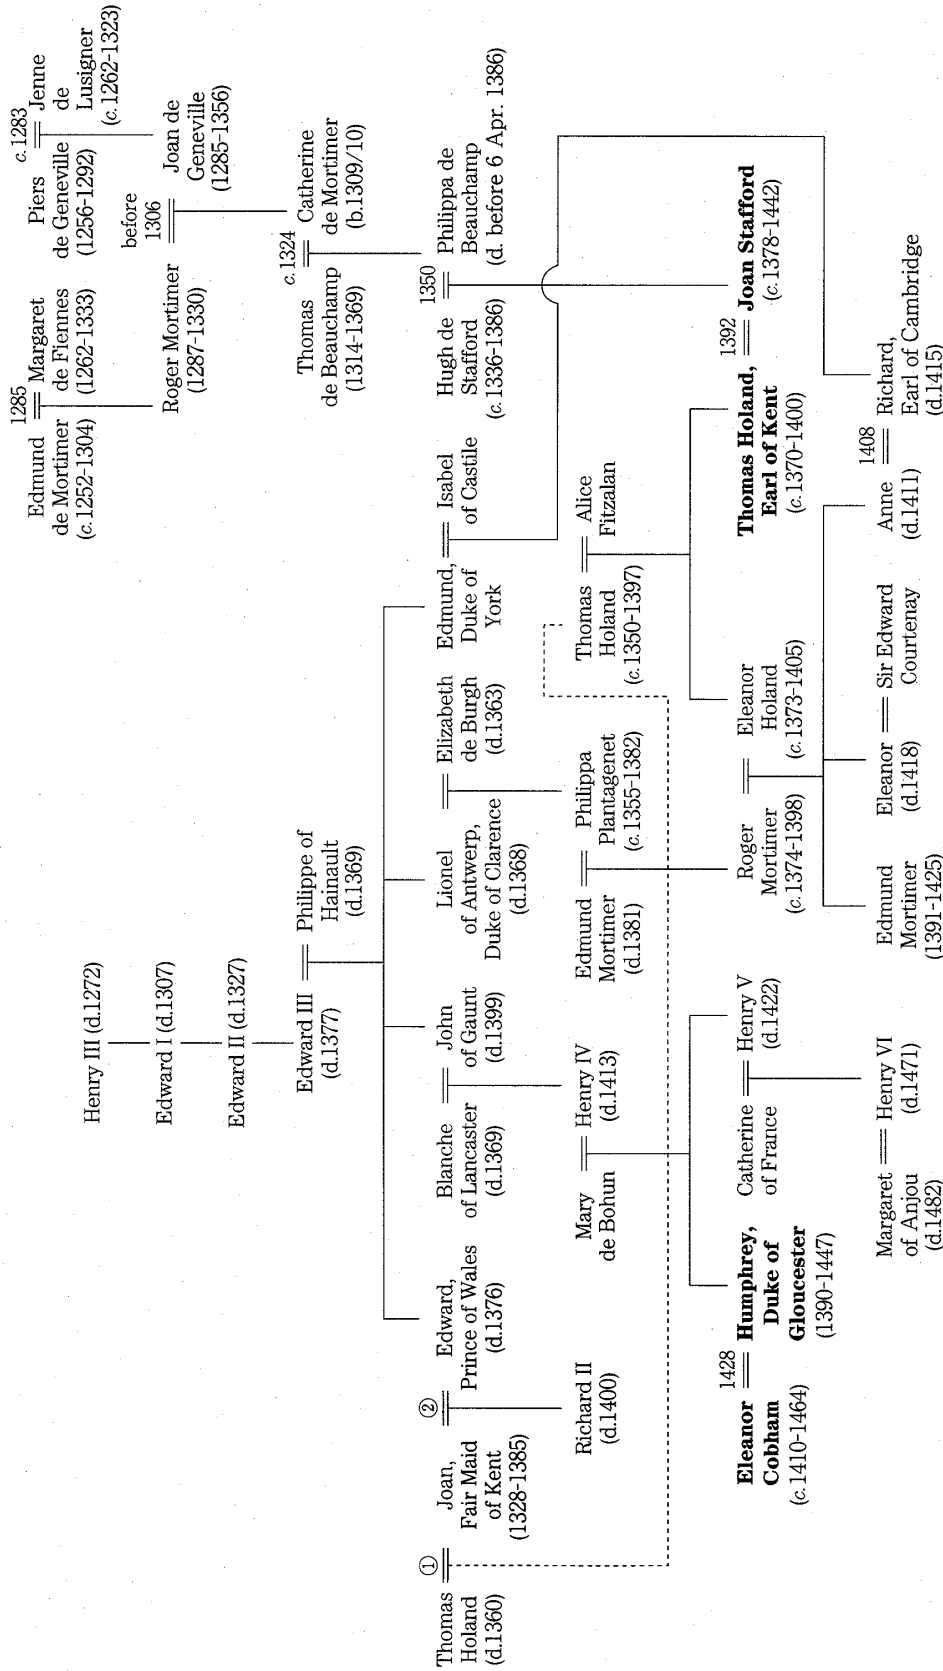 Henry III (d.1272)
Edward I (d.1307)
Edward II (d.1327)
Edward III
(d.1377)
Philippe of
Hainault
(d.1369)
Edmund
de Mortimer
(c.1252-1304)
1285
Margaret
de Fiennes
(1262-1333)
Piers
de Geneville
(1256-1292)
c.1283
Jenne
de
Lusigner
(c.1262-1323)
Roger Mortimer
(1287-1330)
before
1306
Joan de
Geneville
(1285-1356)
Thomas
de Beauchamp
(1314-1369)
c.1324
Catherine
de Mortimer
(b.1309/10)
Thomas
Holand
(d.1360)
①
Joan,
Fair Maid
of Kent
(1328-1385)
②
Edward,
Prince of Wales
(d.1376)
Blanche
of Lancaster
(d.1369)
John
of Gaunt
(d.1399)
Lionel
of Antwerp,
Duke of Clarence
(d.1368)
Elizabeth
de Burgh
(d.1363)
Edmund,
Duke of
York
Isabel
of Castile
Hugh de
Stafford
(c.1336-1386)
1350
Philippa de
Beauchamp
(d. before 6 Apr. 1386)
Richard II
(d.1400)
Mary
de Bohun
Henry IV
(d.1413)
Edmund
Mortimer
(d.1381)
Philippa
Plantagenet
(c.1355-1382)
Thomas
Holand
(c.1350-1397)
Alice
Fitzalan
Eleanor
Cobham
(c.1410-1464)
1428
Humphrey,
Duke of
Gloucester
(1390-1447)
Catherine
of France
Henry V
(d.1422)
Roger
Mortimer
(c.1374-1398)
Eleanor
Holand
(c.1373-1405)
Thomas Holand,
Earl of Kent
(c.1370-1400)
1392
Joan Stafford
(c.1378-1442)
Margaret
of Anjou
(d.1482)
Henry VI
(d.1471)
Edmund
Mortimer
(1391-1425)
Eleanor
(d.1418)
Sir Edward
Courtenay
Anne
(d.1411)
1408
Richard,
Earl of Cambridge
(d.1415)